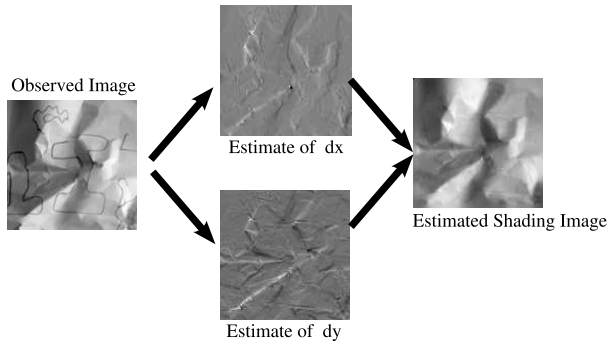 Observed Image
Estimate of dx
Estimated Shading Image
Estimate of dy